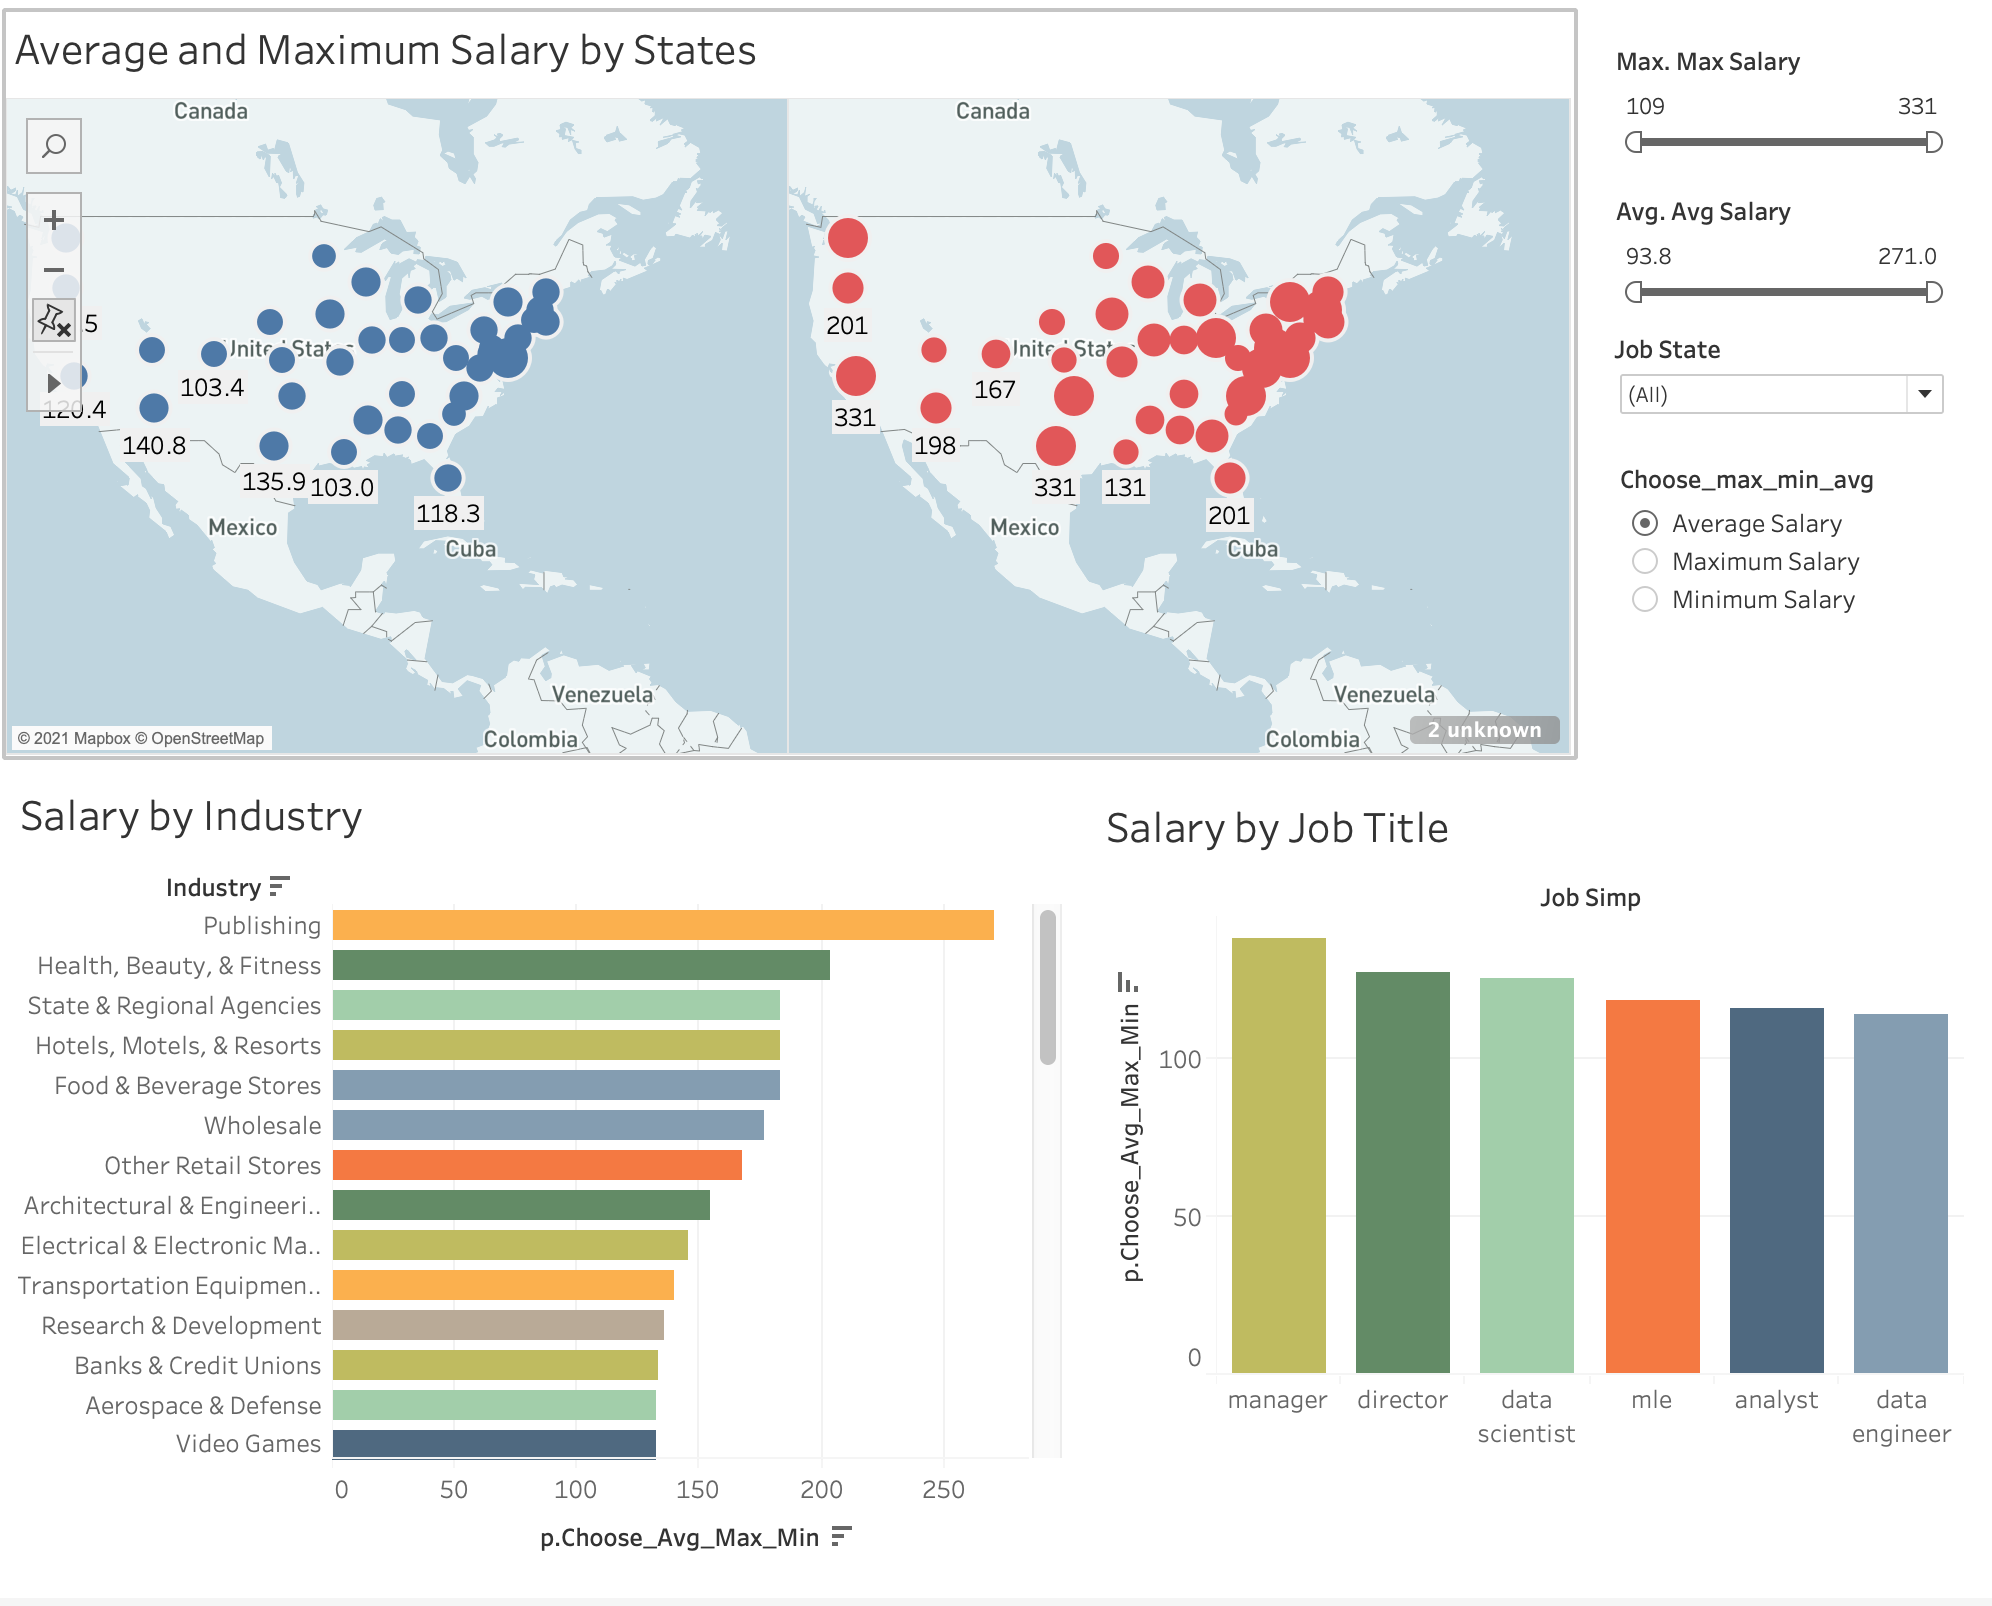 Average and Maximum Salary by States
Canada
United States
.5
103.4
120.4
140.8
135.9
103.0
118.3
Mexico
Cuba
Venezuela
Colombia
© 2021 Mapbox © OpenStreetMap
Canada
United States
201
167
331
198
331
131
201
Mexico
Cuba
Venezuela
2 unknown
Colombia
Max. Max Salary
109 331
Avg. Avg Salary
93.8 271.0
Job State
(All)
Choose_max_min_avg
Average Salary
Maximum Salary
Minimum Salary
Salary by Industry
Industry
Publishing
Health, Beauty, & Fitness
State & Regional Agencies
Hotels, Motels, & Resorts
Food & Beverage Stores
Wholesale
Other Retail Stores
Architectural & Engineeri..
Electrical & Electronic Ma..
Transportation Equipmen..
Research & Development
Banks & Credit Unions
Aerospace & Defense
Video Games
0 50 100 150 200 250
p.Choose_Avg_Max_Min
Salary by Job Title
Job Simp
p.Choose_Avg_Max_Min
100
50
0
manager director data scientist mle analyst data engineer